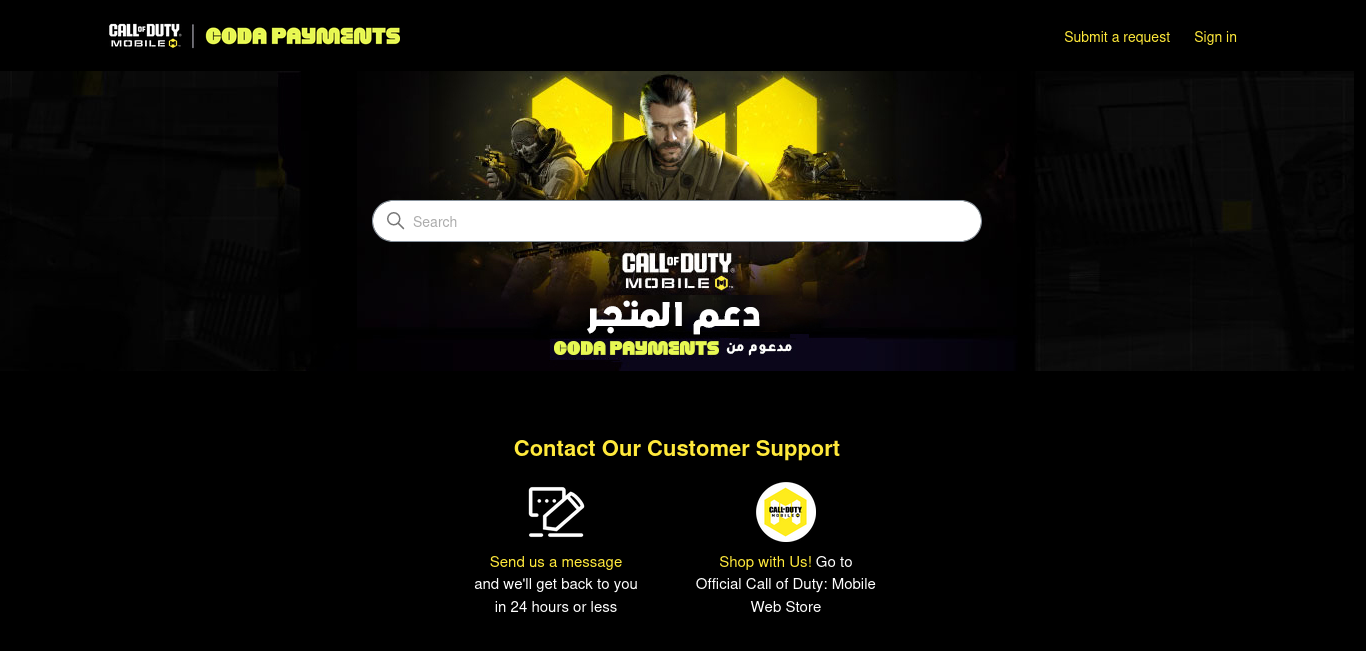 CALL OF DUTY
MOBILE
CODA PAYMENTS
Submit a request
Sign in
Search
CALL OF DUTY
MOBILE
دعم المتجر
مدعوم من CODA PAYMENTS
Contact Our Customer Support
Send us a message
and we'll get back to you
in 24 hours or less
CALL OF DUTY
MOBILE
Shop with Us! Go to
Official Call of Duty: Mobile
Web Store